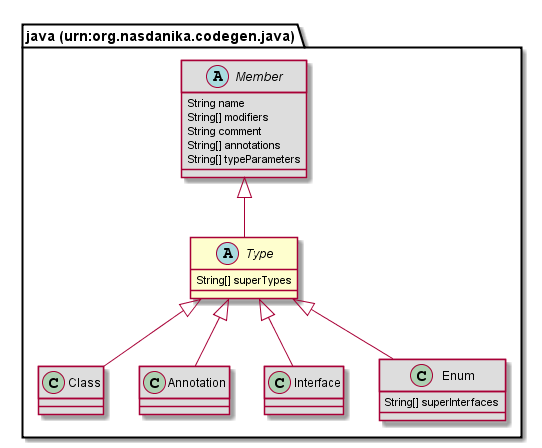 java (urn:org.nasdanika.codegen.java)
A Member
String name
String[] modifiers
String comment
String[] annotations
String[] typeParameters
A Type
String[] superTypes
C Class
C Annotation
C Interface
C Enum
String[] superInterfaces